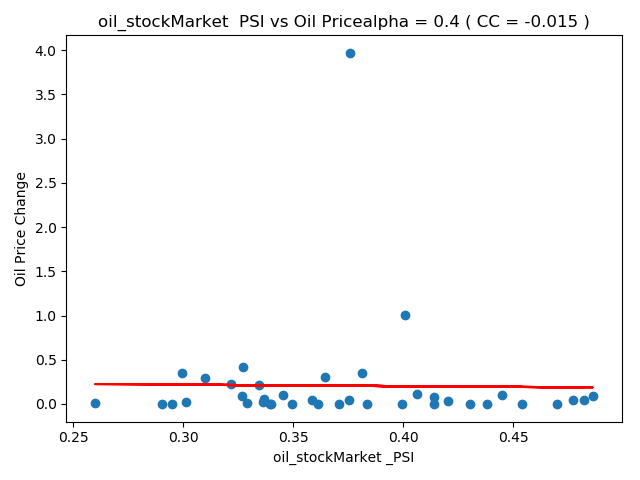 oil_stockMarket  PSI vs Oil Pricealpha = 0.4 ( CC = -0.015 )
4.0
3.5
3.0
2.5
2.0
1.5
1.0
0.5
0.0
Oil Price Change
0.25 0.30 0.35 0.40 0.45
oil_stockMarket _PSI